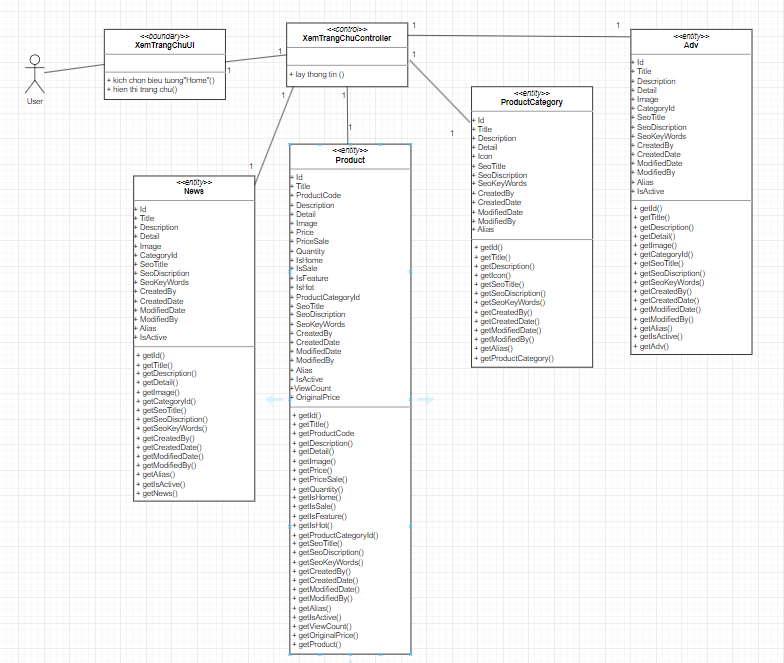 User
<<boundary>>
XemTrangChuUI
+ kich chon bieu tuong"Home"()
+ hien thi trang chu()
1
1
<<control>>
XemTrangChuController
+ lay thong tin ()
1
1
1
1
1
1
1
1
<<entity>>
News
+ Id
+ Title
+ Description
+ Detail
+ Image
+ CategoryId
+ SeoTitle
+ SeoDiscription
+ SeoKeyWords
+ CreatedBy
+ CreatedDate
+ ModifiedDate
+ ModifiedBy
+ Alias
+ IsActive
+ getId()
+ getTitle()
+ getDescription()
+ getDetail()
+ getImage()
+ getCategoryId()
+ getSeoTitle()
+ getSeoDiscription()
+ getSeoKeyWords()
+ getCreatedBy()
+ getCreatedDate()
+ getModifiedDate()
+ getModifiedBy()
+ getAlias()
+ getIsActive()
+ getNews()
<<entity>>
Product
+ Id
+ Title
+ ProductCode
+ Description
+ Detail
+ Image
+ Price
+ PriceSale
+ Quantity
+ IsHome
+ IsSale
+ IsFeature
+ IsHot
+ ProductCategoryId
+ SeoTitle
+ SeoDiscription
+ SeoKeyWords
+ CreatedBy
+ CreatedDate
+ ModifiedDate
+ ModifiedBy
+ Alias
+ IsActive
+ViewCount
+ OriginalPrice
+ getId()
+ getTitle()
+ getProductCode
+ getDescription()
+ getDetail()
+ getImage()
+ getPrice()
+ getPriceSale()
+ getQuantity()
+ getIsHome()
+ getIsSale()
+ getIsFeature()
+ getIsHot()
+ getProductCategoryId()
+ getSeoTitle()
+ getSeoDiscription()
+ getSeoKeyWords()
+ getCreatedBy()
+ getCreatedDate()
+ getModifiedDate()
+ getModifiedBy()
+ getAlias()
+ getIsActive()
+ getViewCount()
+ getOriginalPrice()
+ getProduct()
<<entity>>
ProductCategory
+ Id
+ Title
+ Description
+ Detail
+ Icon
+ SeoTitle
+ SeoDiscription
+ SeoKeyWords
+ CreatedBy
+ CreatedDate
+ ModifiedDate
+ ModifiedBy
+ Alias
+ getId()
+ getTitle()
+ getDescription()
+ getIcon()
+ getSeoTitle()
+ getSeoDiscription()
+ getSeoKeyWords()
+ getCreatedBy()
+ getCreatedDate()
+ getModifiedDate()
+ getModifiedBy()
+ getAlias()
+ getProductCategory()
<<entity>>
Adv
+ Id
+ Title
+ Description
+ Detail
+ Image
+ CategoryId
+ SeoTitle
+ SeoDiscription
+ SeoKeyWords
+ CreatedBy
+ CreatedDate
+ ModifiedDate
+ ModifiedBy
+ Alias
+ IsActive
+ getId()
+ getTitle()
+ getDescription()
+ getDetail()
+ getImage()
+ getCategoryId()
+ getSeoTitle()
+ getSeoDiscription()
+ getSeoKeyWords()
+ getCreatedBy()
+ getCreatedDate()
+ getModifiedDate()
+ getModifiedBy()
+ getAlias()
+ getIsActive()
+ getAdv()